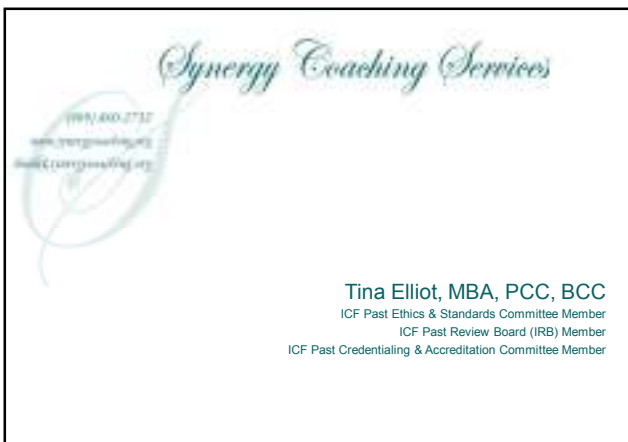 Synergy Coaching Services
Tina Elliot, MBA, PCC, BCC
ICF Past Ethics & Standards Committee Member
ICF Past Review Board (IRB) Member
ICF Past Credentialing & Accreditation Committee Member